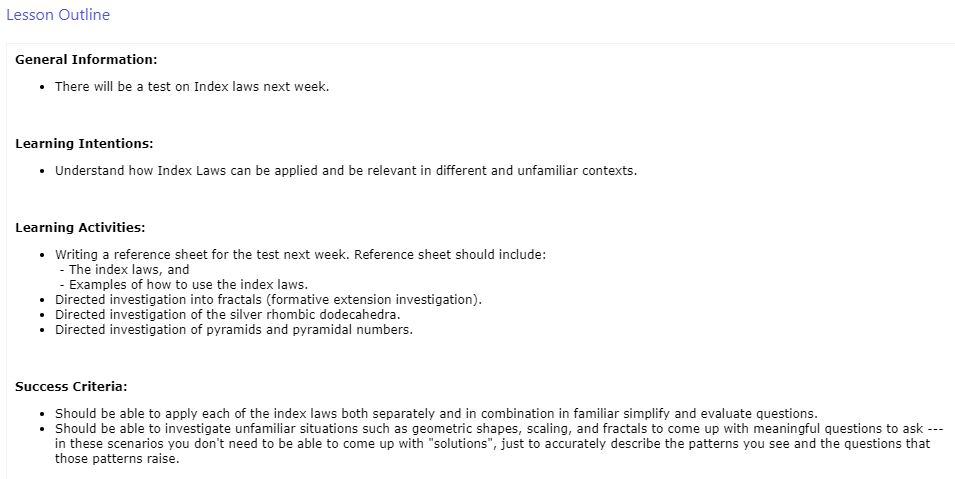 Lesson Outline
General Information:
• There will be a test on Index laws next week.
Learning Intentions:
• Understand how Index Laws can be applied and be relevant in different and unfamiliar contexts.
Learning Activities:
• Writing a reference sheet for the test next week. Reference sheet should include:
- The index laws, and
- Examples of how to use the index laws.
• Directed investigation into fractals (formative extension investigation).
• Directed investigation of the silver rhombic dodecahedra.
• Directed investigation of pyramids and pyramidal numbers.
Success Criteria:
• Should be able to apply each of the index laws both separately and in combination in familiar simplify and evaluate questions.
• Should be able to investigate unfamiliar situations such as geometric shapes, scaling, and fractals to come up with meaningful questions to ask ---
in these scenarios you don't need to be able to come up with "solutions", just to accurately describe the patterns you see and the questions that
those patterns raise.